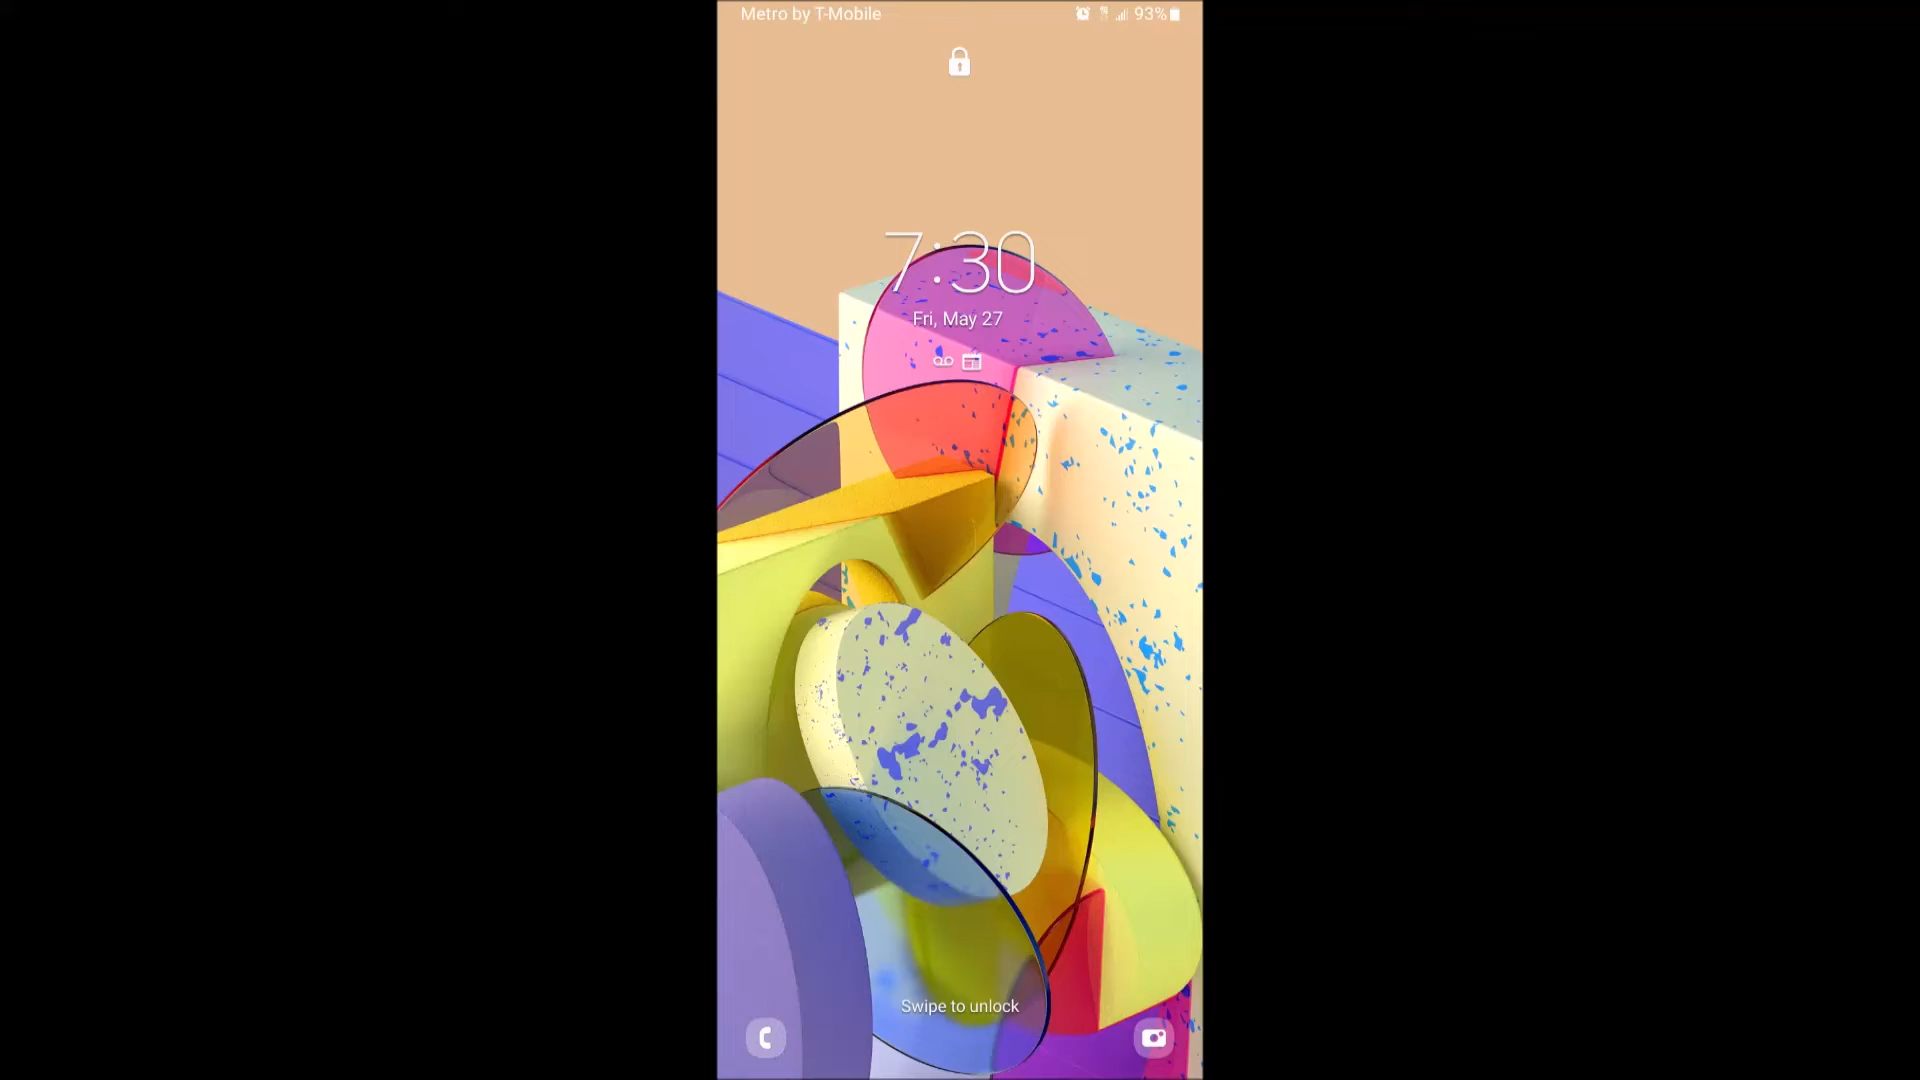 Metro by T-Mobile
93%
7:30
Fri, May 27
Swipe to unlock